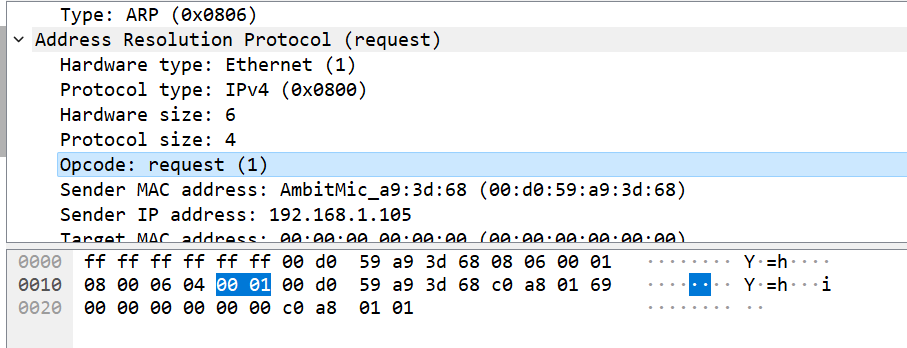 Type: ARP (0x0806)
Address Resolution Protocol (request)
Hardware type: Ethernet (1)
Protocol type: IPv4 (0x0800)
Hardware size: 6
Protocol size: 4
Opcode: request (1)
Sender MAC address: AmbitMic_a9:3d:68 (00:d0:59:a9:3d:68)
Sender IP address: 192.168.1.105
Target MAC address: 00:00:00_00:00:00 (00:00:00:00:00:00)
0000 ff ff ff ff ff ff 00 d0 59 a9 3d 68 08 06 00 01 ········ Y·=h····
0010 08 00 06 04 00 01 00 d0 59 a9 3d 68 c0 a8 01 69 ········ Y·=h···i
0020 00 00 00 00 00 00 c0 a8 01 01 ········ ··